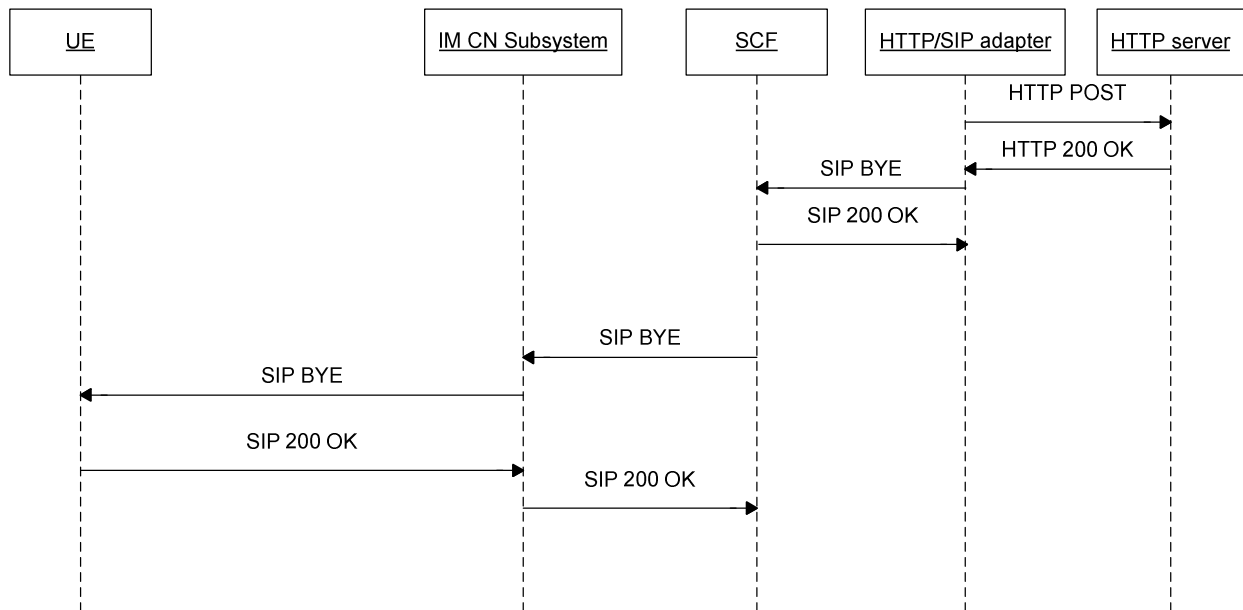 UE
IM CN Subsystem
SCF
HTTP/SIP adapter
HTTP server
HTTP POST
HTTP 200 OK
SIP BYE
SIP 200 OK
SIP BYE
SIP BYE
SIP 200 OK
SIP 200 OK